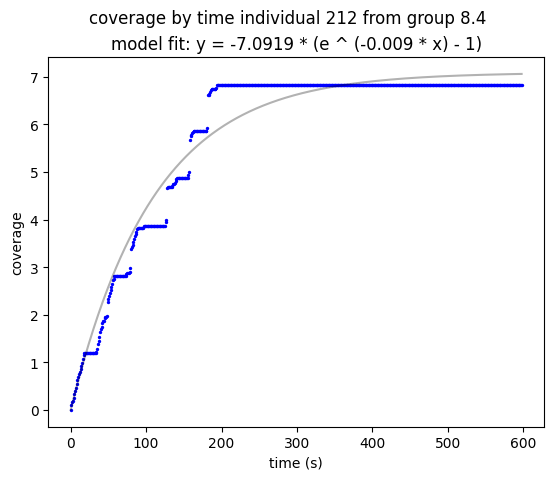 coverage by time individual 212 from group 8.4
model fit: y = -7.0919 * (e ^ (-0.009 * x) - 1)
7
6
5
4
3
2
1
0
coverage
0 100 200 300 400 500 600
time (s)